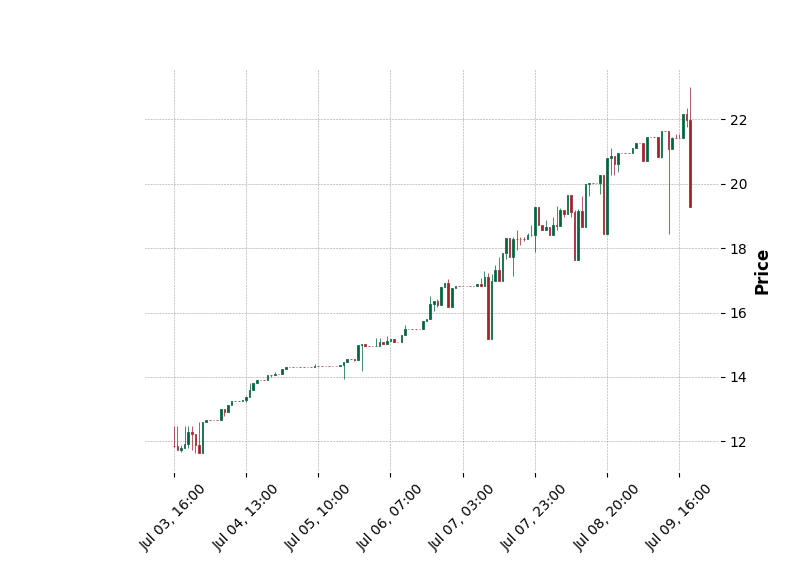 22
20
18
16
14
12
Price
Jul 03, 16:00
Jul 04, 13:00
Jul 05, 10:00
Jul 06, 07:00
Jul 07, 03:00
Jul 07, 23:00
Jul 08, 20:00
Jul 09, 16:00